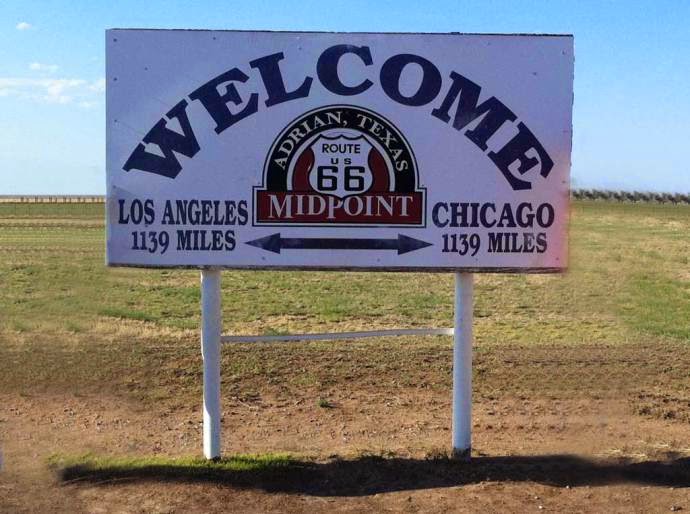 WELCOME
ADRIAN, TEXAS
ROUTE
US
66
MIDPOINT
LOS ANGELES
1139 MILES
CHICAGO
1139 MILES